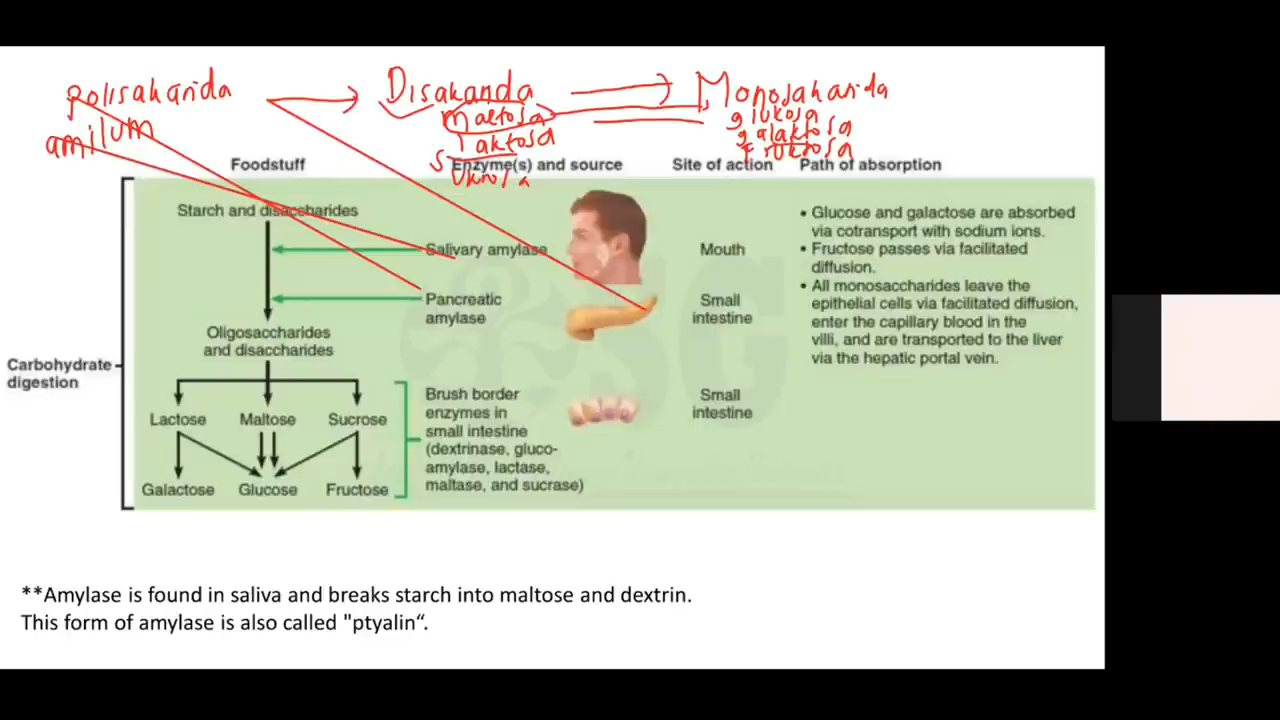 polisakarida Disakarida Monosakarida
amilum maltosa glukosa
laktosa galaktosa
sukrosa fruktosa
Foodstuff Enzyme(s) and source Site of action Path of absorption
Carbohydrate
digestion
Starch and disaccharides
Oligosaccharides
and disaccharides
Lactose Maltose Sucrose
Galactose Glucose Fructose
Salivary amylase
Pancreatic
amylase
Brush border
enzymes in
small intestine
(dextrinase, gluco-
amylase, lactase,
maltase, and sucrase)
Mouth
Small
intestine
Small
intestine
• Glucose and galactose are absorbed
via cotransport with sodium ions.
• Fructose passes via facilitated
diffusion.
• All monosaccharides leave the
epithelial cells via facilitated diffusion,
enter the capillary blood in the
villi, and are transported to the liver
via the hepatic portal vein.
**Amylase is found in saliva and breaks starch into maltose and dextrin.
This form of amylase is also called "ptyalin“.